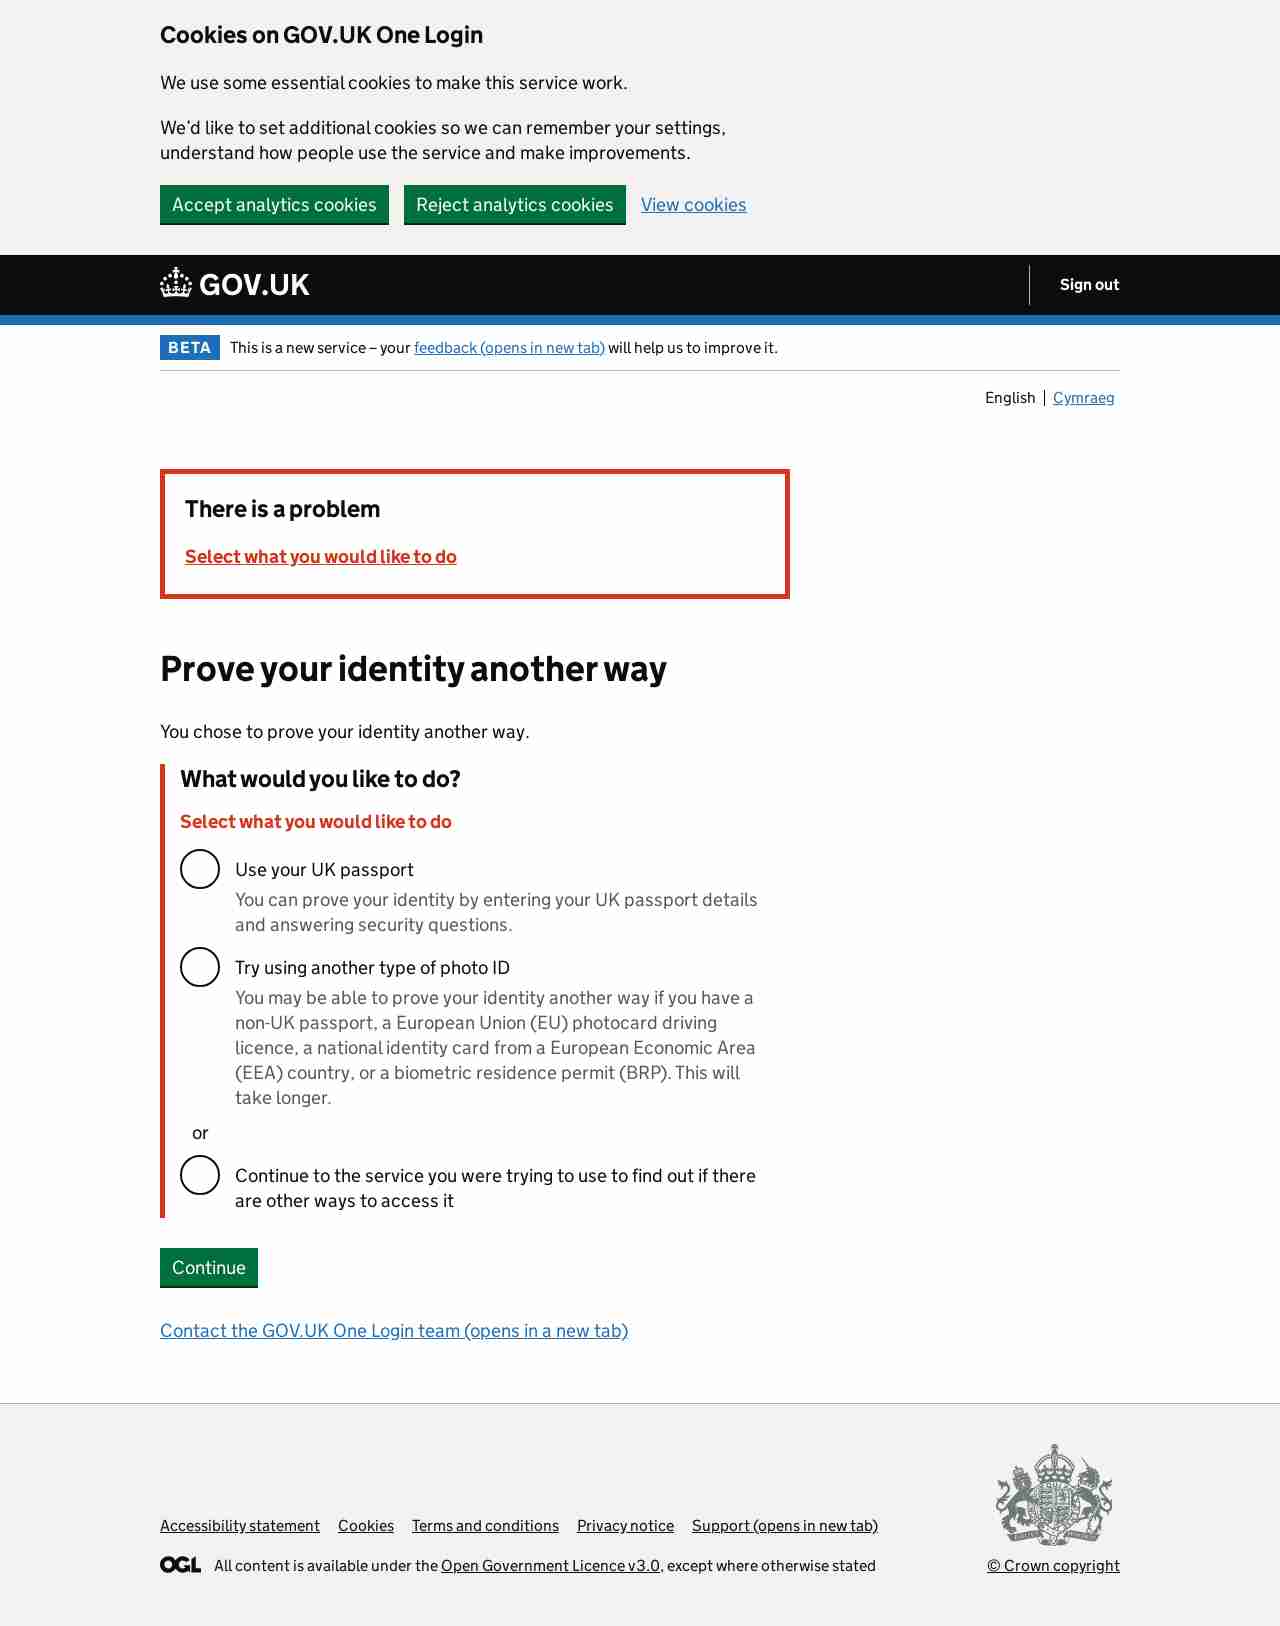 Cookies on GOV.UK One Login
We use some essential cookies to make this service work.
We'd like to set additional cookies so we can remember your settings,
understand how people use the service and make improvements.
Accept analytics cookies Reject analytics cookies View cookies
GOV.UK Sign out
BETA This is a new service – your feedback (opens in new tab) will help us to improve it.
English | Cymraeg
There is a problem
Select what you would like to do
Prove your identity another way
You chose to prove your identity another way.
What would you like to do?
Select what you would like to do
Use your UK passport
You can prove your identity by entering your UK passport details
and answering security questions.
Try using another type of photo ID
You may be able to prove your identity another way if you have a
non-UK passport, a European Union (EU) photocard driving
licence, a national identity card from a European Economic Area
(EEA) country, or a biometric residence permit (BRP). This will
take longer.
or
Continue to the service you were trying to use to find out if there
are other ways to access it
Continue
Contact the GOV.UK One Login team (opens in a new tab)
Accessibility statement Cookies Terms and conditions Privacy notice Support (opens in new tab)
OGL All content is available under the Open Government Licence v3.0, except where otherwise stated
© Crown copyright